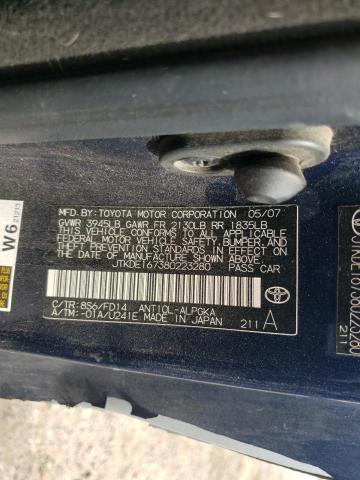 MFD.BY:TOYOTA MOTOR CORPORATION 05/07
GVWR 3945LB GAWR FR 2130LB RR 1835LB
THIS VEHICLE CONFORMS TO ALL APPLICABLE
FEDERAL MOTOR VEHICLE SAFETY, BUMPER, AND
THEFT PREVENTION STANDARDS IN EFFECT ON
THE DATE OF MANUFACTURE SHOWN ABOVE.
JTKDE167380223280 PASS.CAR
C/TR:8S6/FD14 ANT10L-ALPGKA
A/TM:-01A/U241E MADE IN JAPAN 211 A
W6 21213
211